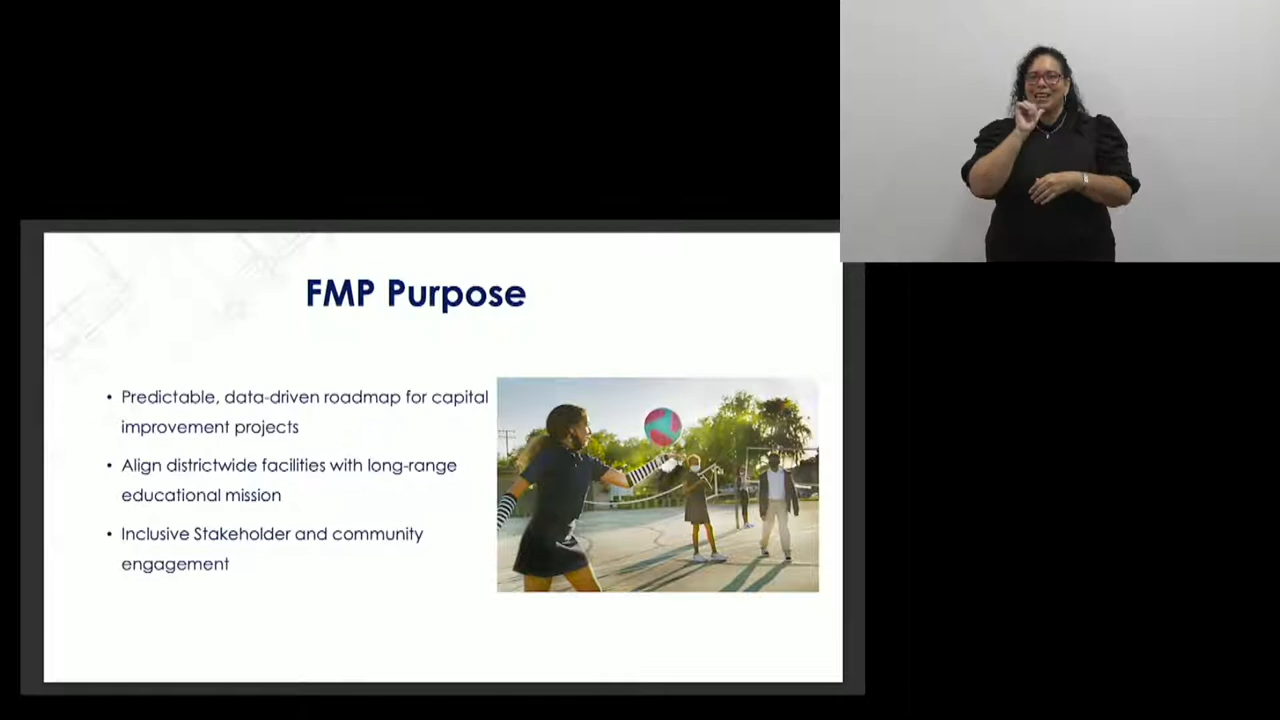 FMP Purpose
• Predictable, data-driven roadmap for capital
improvement projects
• Align districtwide facilities with long-range
educational mission
• Inclusive Stakeholder and community
engagement